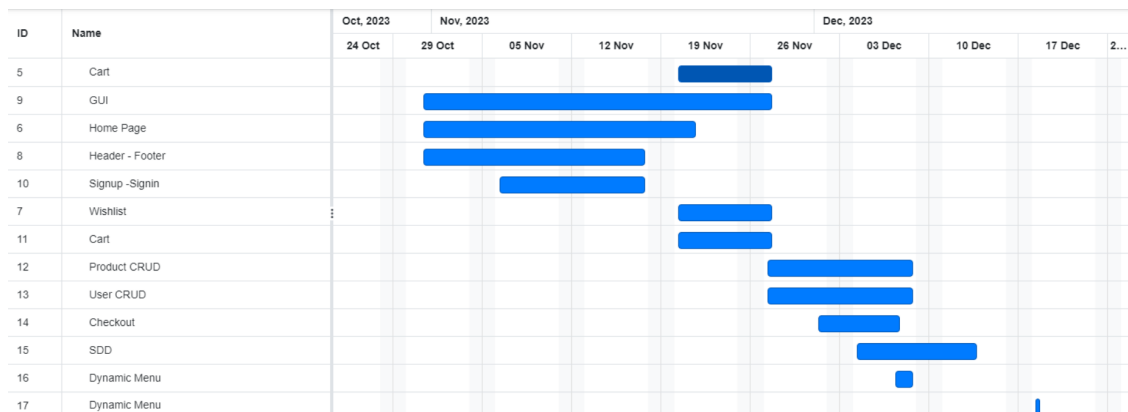 ID Name Oct, 2023 Nov, 2023 Dec, 2023
24 Oct 29 Oct 05 Nov 12 Nov 19 Nov 26 Nov 03 Dec 10 Dec 17 Dec 2...
5 Cart
9 GUI
6 Home Page
8 Header - Footer
10 Signup -Signin
7 Wishlist
11 Cart
12 Product CRUD
13 User CRUD
14 Checkout
15 SDD
16 Dynamic Menu
17 Dynamic Menu